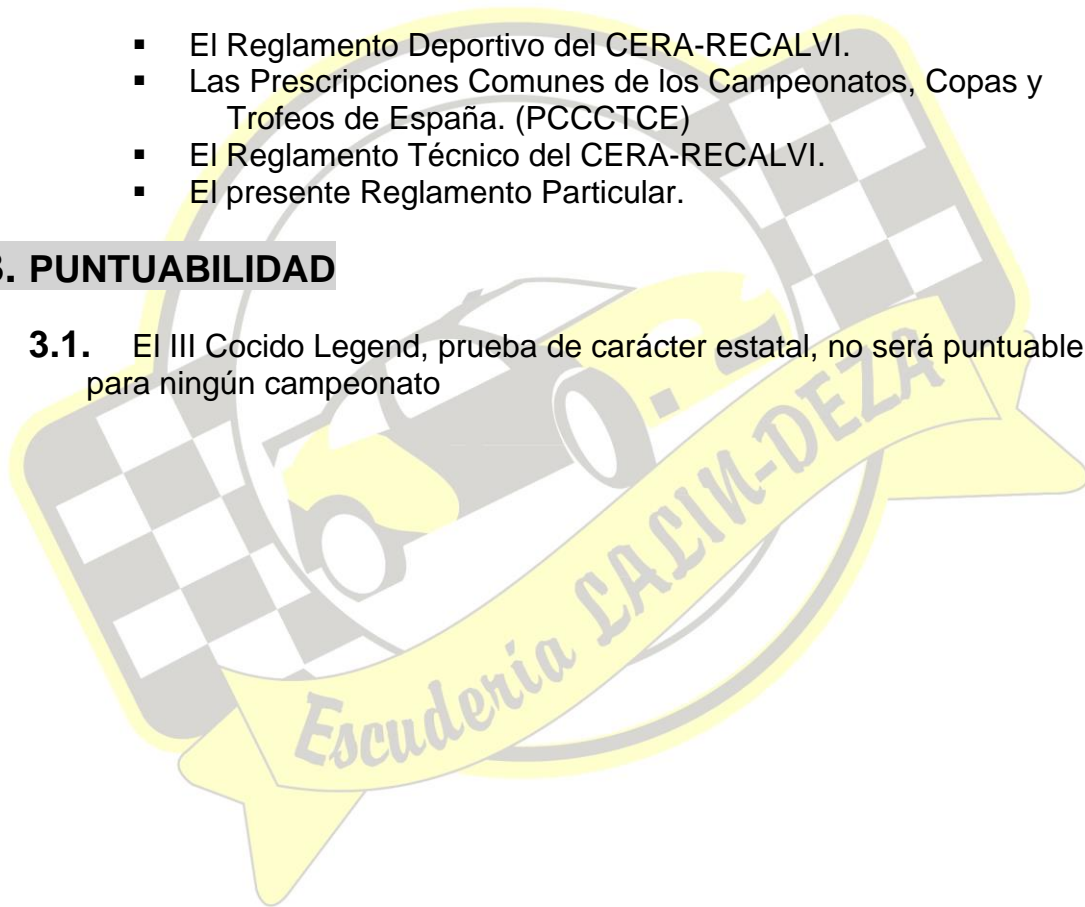 ▪ El Reglamento Deportivo del CERA-RECALVI.
▪ Las Prescripciones Comunes de los Campeonatos, Copas y
Trofeos de España. (PCCCTCE)
▪ El Reglamento Técnico del CERA-RECALVI.
▪ El presente Reglamento Particular.
3. PUNTUABILIDAD
3.1. El III Cocido Legend, prueba de carácter estatal, no será puntuable
para ningún campeonato
Escudería LALIN-DEZA